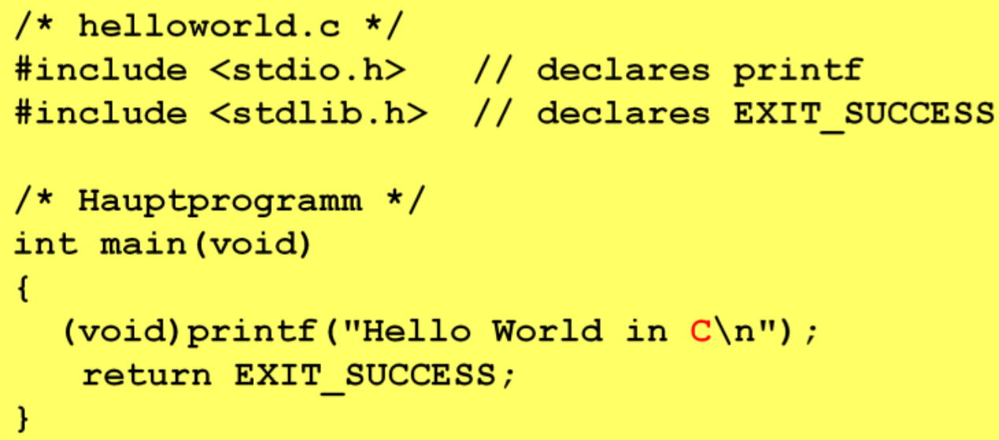 /* helloworld.c */
#include <stdio.h>   // declares printf
#include <stdlib.h>  // declares EXIT_SUCCESS
/* Hauptprogramm */
int main(void)
{
  (void)printf("Hello World in C\n");
   return EXIT_SUCCESS;
}